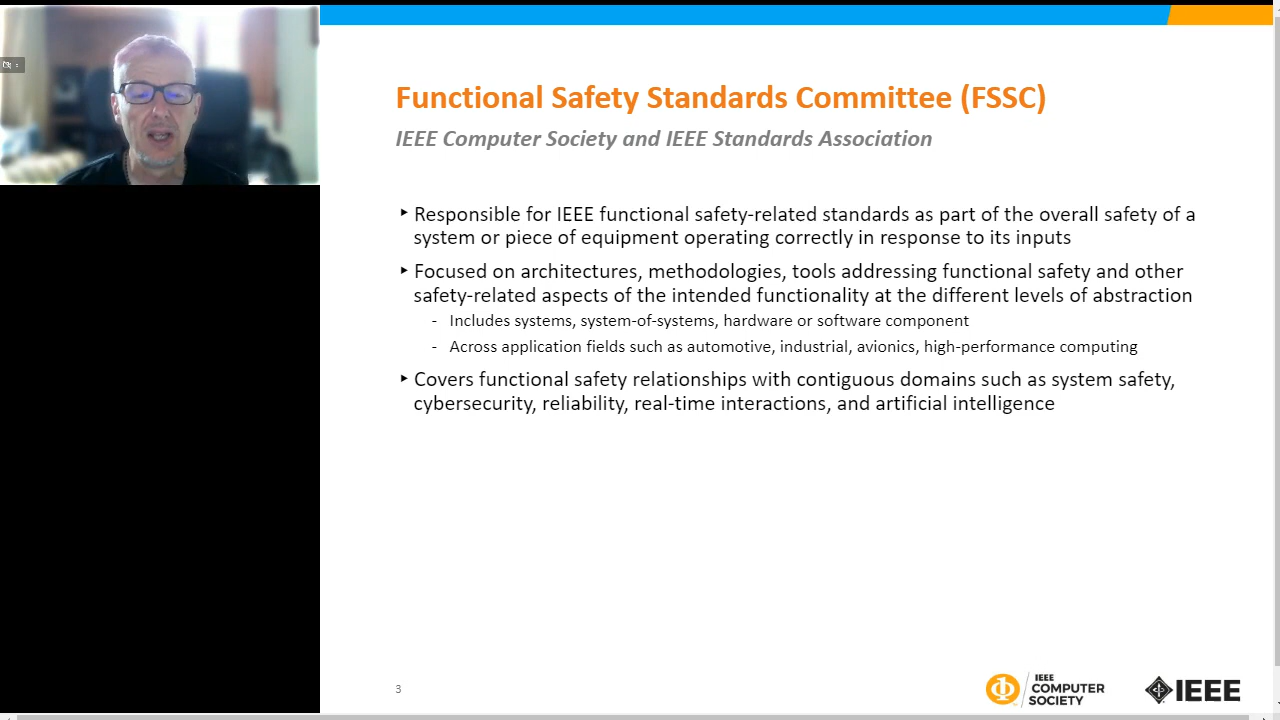 Functional Safety Standards Committee (FSSC)
IEEE Computer Society and IEEE Standards Association
‣ Responsible for IEEE functional safety-related standards as part of the overall safety of a
system or piece of equipment operating correctly in response to its inputs
‣ Focused on architectures, methodologies, tools addressing functional safety and other
safety-related aspects of the intended functionality at the different levels of abstraction
- Includes systems, system-of-systems, hardware or software component
- Across application fields such as automotive, industrial, avionics, high-performance computing
‣ Covers functional safety relationships with contiguous domains such as system safety,
cybersecurity, reliability, real-time interactions, and artificial intelligence
3
IEEE
COMPUTER
SOCIETY
IEEE